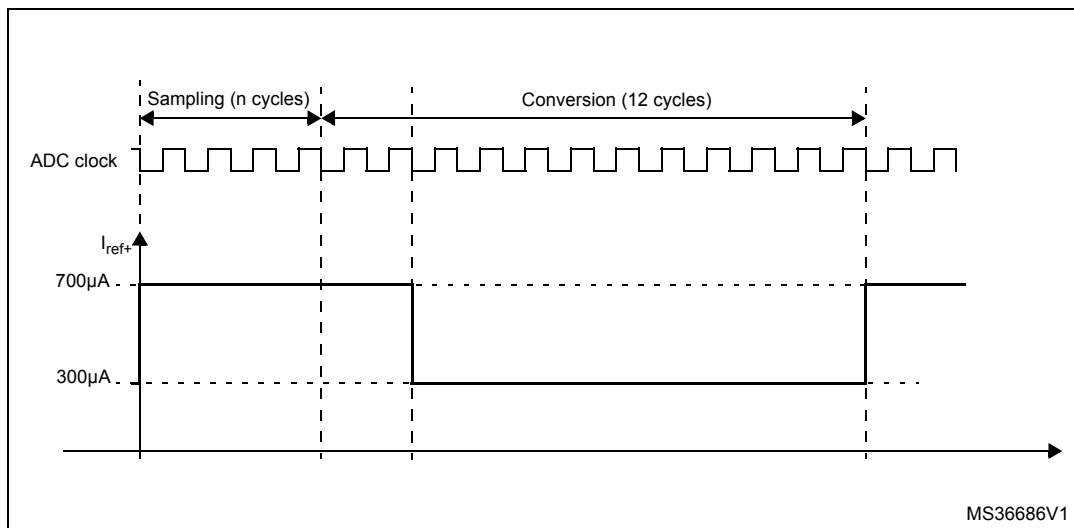 Sampling (n cycles)
Conversion (12 cycles)
ADC clock
Iref+
700µA
300µA
MS36686V1